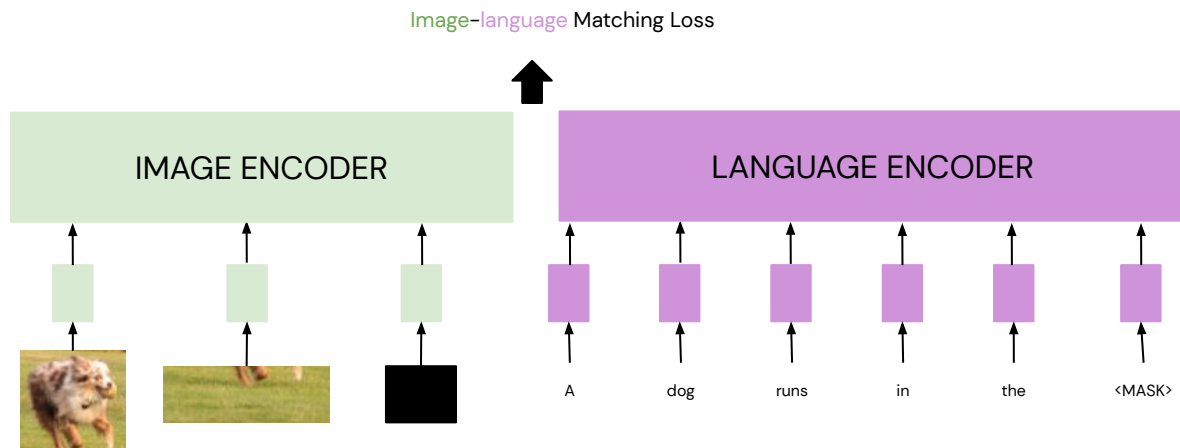 Image-language Matching Loss
IMAGE ENCODER
LANGUAGE ENCODER
A dog runs in the <MASK>